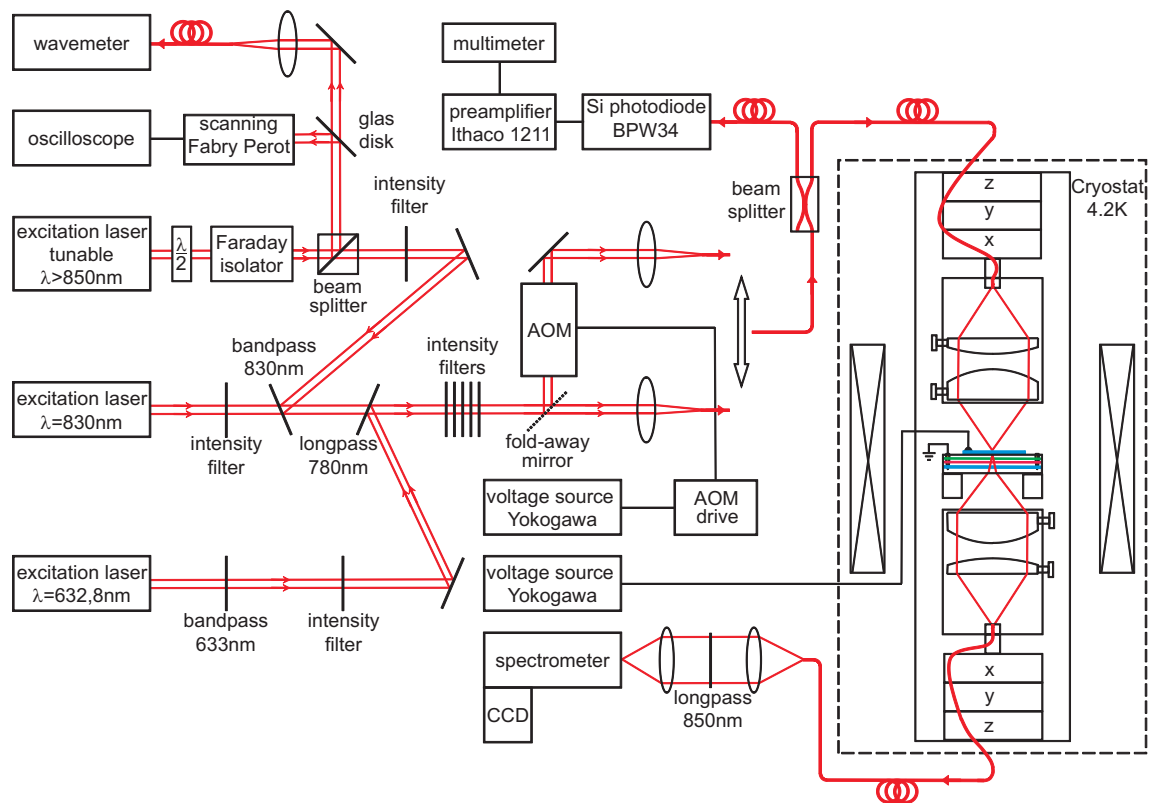 wavemeter
multimeter
oscilloscope
scanning
Fabry Perot
glas
disk
preamplifier
Ithaco 1211
Si photodiode
BPW34
beam
splitter
z
y
x
Cryostat
4.2K
excitation laser
tunable
λ>850nm
λ
2
Faraday
isolator
beam
splitter
intensity
filter
AOM
bandpass
830nm
intensity
filters
excitation laser
λ=830nm
intensity
filter
longpass
780nm
fold-away
mirror
voltage source
Yokogawa
AOM
drive
excitation laser
λ=632,8nm
bandpass
633nm
intensity
filter
voltage source
Yokogawa
spectrometer
CCD
longpass
850nm
x
y
z